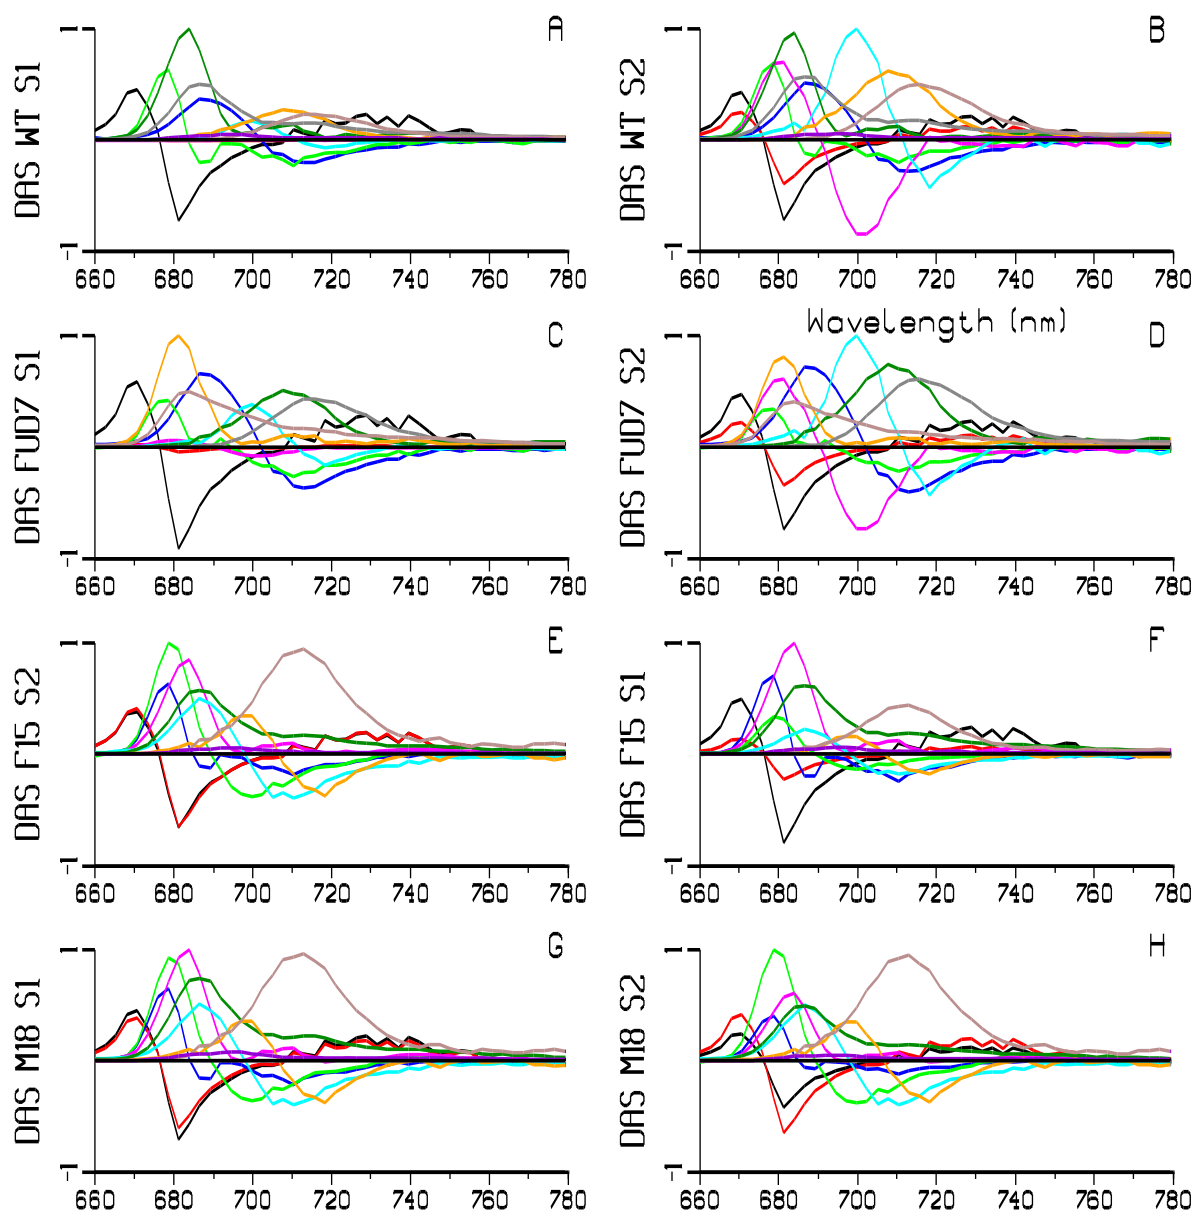 A
DAS WT S1
1
-1
660 680 700 720 740 760 780
B
DAS WT S2
1
-1
660 680 700 720 740 760 780
Wavelength (nm)
C
DAS FUD7 S1
1
-1
660 680 700 720 740 760 780
D
DAS FUD7 S2
1
-1
660 680 700 720 740 760 780
E
DAS F15 S2
1
-1
660 680 700 720 740 760 780
F
DAS F15 S1
1
-1
660 680 700 720 740 760 780
G
DAS M18 S1
1
-1
660 680 700 720 740 760 780
H
DAS M18 S2
1
-1
660 680 700 720 740 760 780